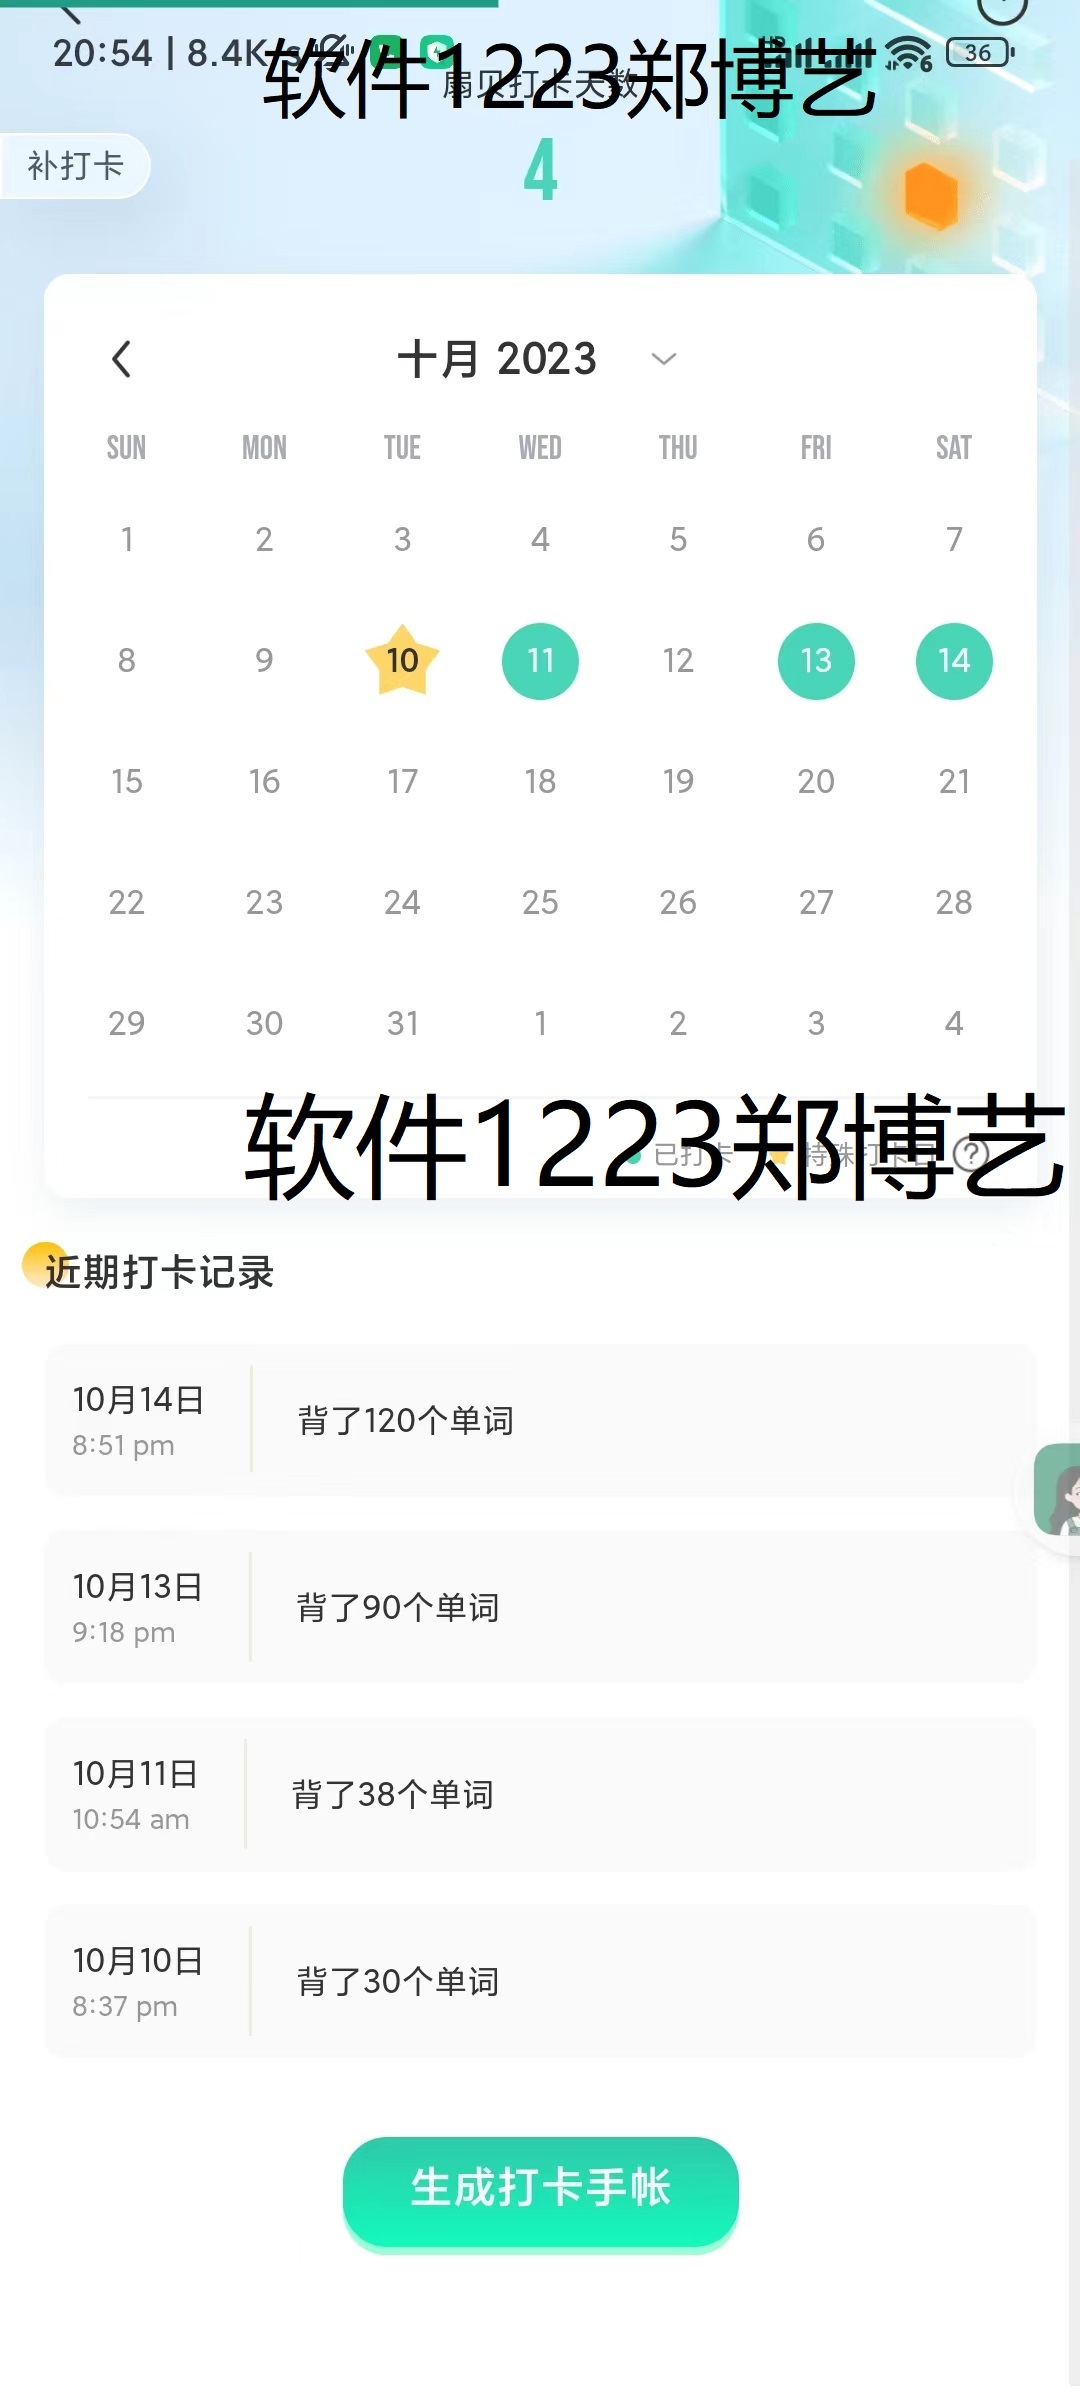 20:54 | 8.4K
36
软件1223郑博艺
扇贝打卡天数
补打卡
4
十月 2023
SUN MON TUE WED THU FRI SAT
1 2 3 4 5 6 7
8 9 10 11 12 13 14
15 16 17 18 19 20 21
22 23 24 25 26 27 28
29 30 31 1 2 3 4
软件1223郑博艺
已打卡 特殊打卡日 ?
近期打卡记录
10月14日
8:51 pm
背了120个单词
10月13日
9:18 pm
背了90个单词
10月11日
10:54 am
背了38个单词
10月10日
8:37 pm
背了30个单词
生成打卡手帐